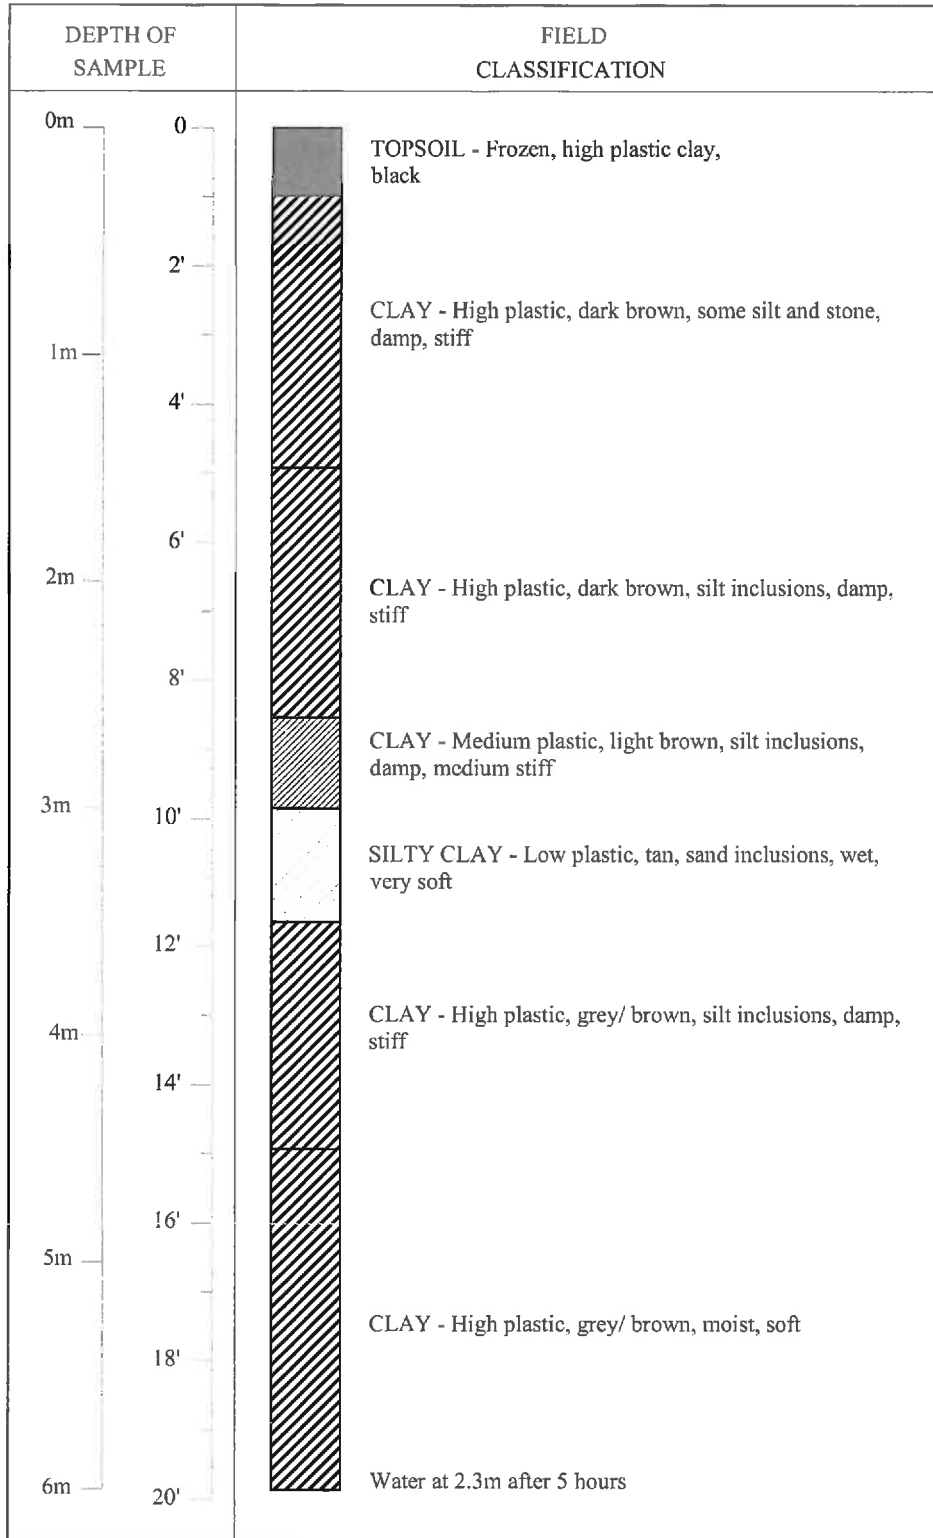 DEPTH OF
SAMPLE
FIELD
CLASSIFICATION
0m
0
TOPSOIL - Frozen, high plastic clay,
black
2'
CLAY - High plastic, dark brown, some silt and stone,
damp, stiff
1m
4'
6'
2m
CLAY - High plastic, dark brown, silt inclusions, damp,
stiff
8'
CLAY - Medium plastic, light brown, silt inclusions,
damp, medium stiff
3m
10'
SILTY CLAY - Low plastic, tan, sand inclusions, wet,
very soft
12'
CLAY - High plastic, grey/ brown, silt inclusions, damp,
stiff
4m
14'
16'
5m
CLAY - High plastic, grey/ brown, moist, soft
18'
Water at 2.3m after 5 hours
6m
20'